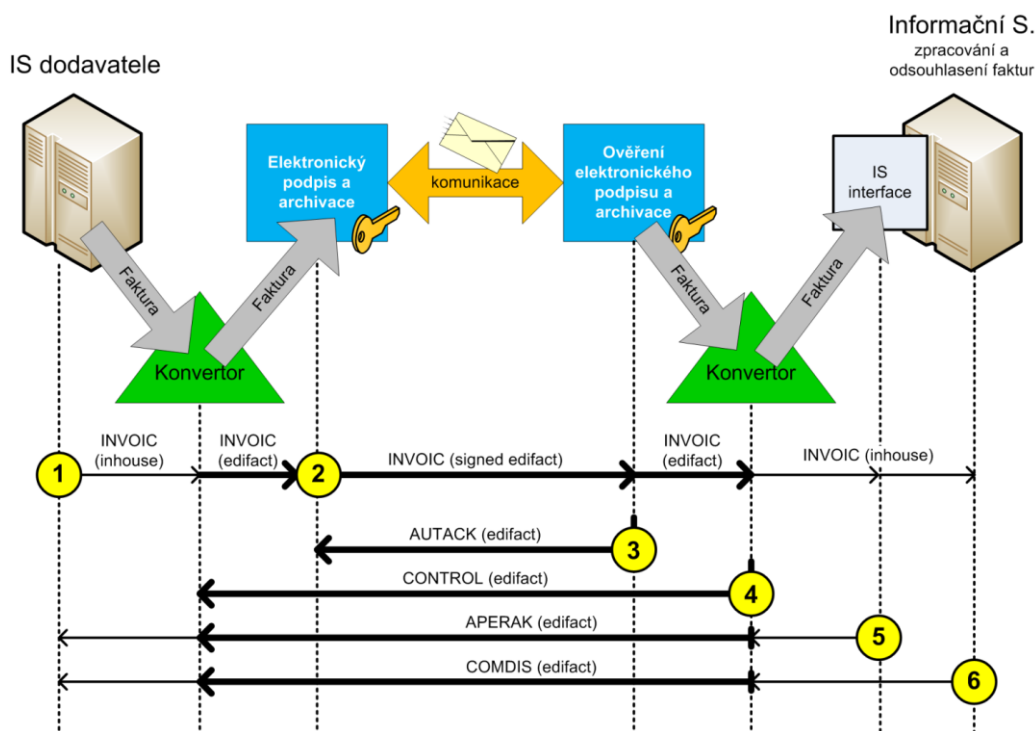 Informační S.
zpracování a
odsouhlasení faktur
IS dodavatele
Elektronický
podpis a
archivace
komunikace
Ověření
elektronického
podpisu a
archivace
IS
interface
Faktura
Faktura
Faktura
Faktura
Konvertor
Konvertor
INVOIC
(inhouse)
INVOIC
(edifact)
INVOIC (signed edifact)
INVOIC
(edifact)
INVOIC (inhouse)
1
2
AUTACK (edifact)
3
CONTROL (edifact)
4
APERAK (edifact)
5
COMDIS (edifact)
6